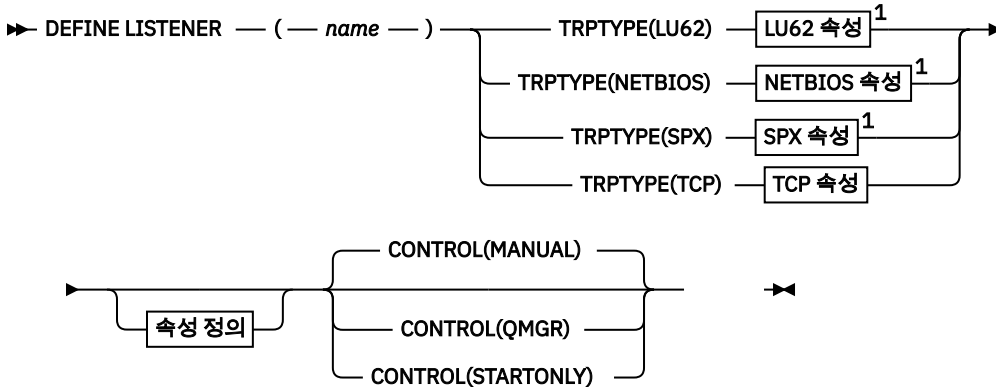 DEFINE LISTENER ( name ) TRPTYPE(LU62) LU62 속성 1
TRPTYPE(NETBIOS) NETBIOS 속성 1
TRPTYPE(SPX) SPX 속성 1
TRPTYPE(TCP) TCP 속성
CONTROL(MANUAL)
속성 정의
CONTROL(QMGR)
CONTROL(STARTONLY)